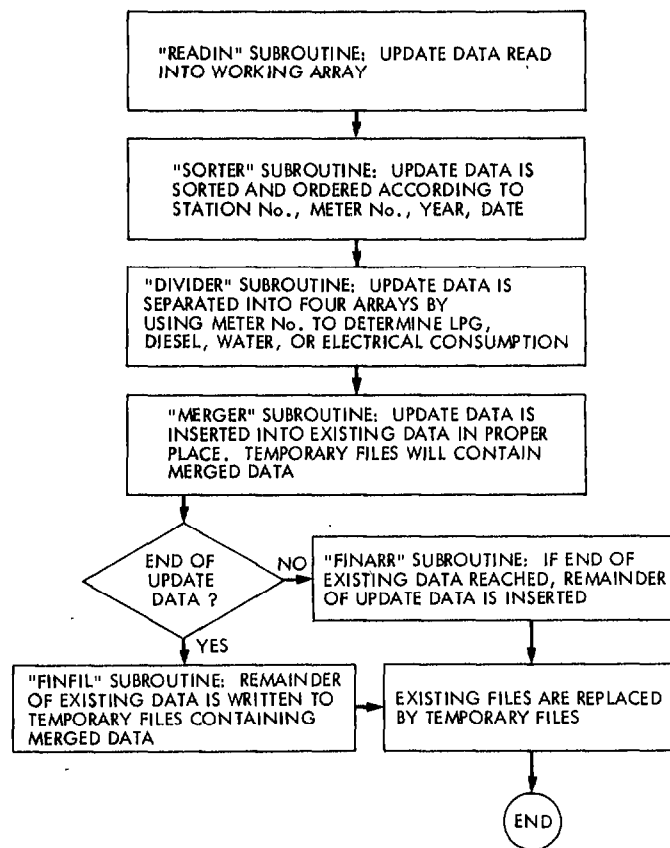 "READIN" SUBROUTINE: UPDATE DATA READ
INTO WORKING ARRAY
"SORTER" SUBROUTINE: UPDATE DATA IS
SORTED AND ORDERED ACCORDING TO
STATION No., METER No., YEAR, DATE
"DIVIDER" SUBROUTINE: UPDATE DATA IS
SEPARATED INTO FOUR ARRAYS BY
USING METER No. TO DETERMINE LPG,
DIESEL, WATER, OR ELECTRICAL CONSUMPTION
"MERGER" SUBROUTINE: UPDATE DATA IS
INSERTED INTO EXISTING DATA IN PROPER
PLACE. TEMPORARY FILES WILL CONTAIN
MERGED DATA
END OF
UPDATE
DATA ?
NO
"FINARR" SUBROUTINE: IF END OF
EXISTING DATA REACHED, REMAINDER
OF UPDATE DATA IS INSERTED
YES
"FINFIL" SUBROUTINE: REMAINDER
OF EXISTING DATA IS WRITTEN TO
TEMPORARY FILES CONTAINING
MERGED DATA
EXISTING FILES ARE REPLACED
BY TEMPORARY FILES
END